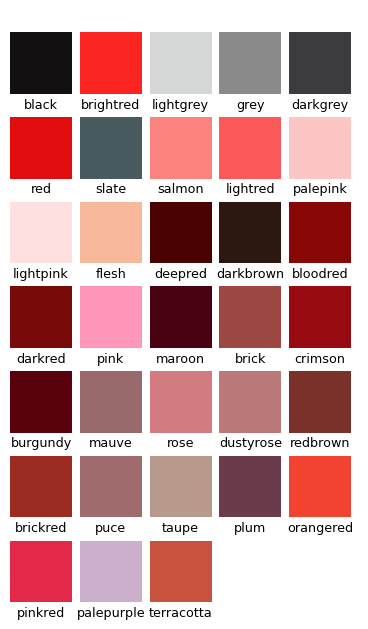 black brightred lightgrey grey darkgrey
red slate salmon lightred palepink
lightpink flesh deepred darkbrown bloodred
darkred pink maroon brick crimson
burgundy mauve rose dustyrose redbrown
brickred puce taupe plum orangered
pinkred palepurple terracotta